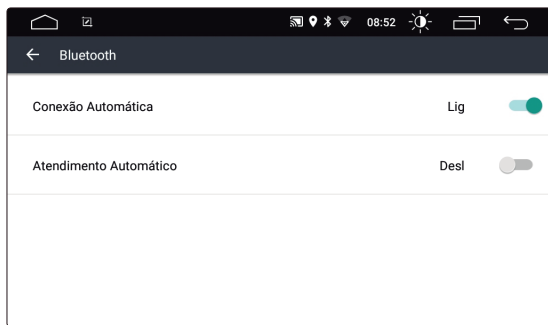 08:52
Bluetooth
Conexão Automática Lig
Atendimento Automático Desl